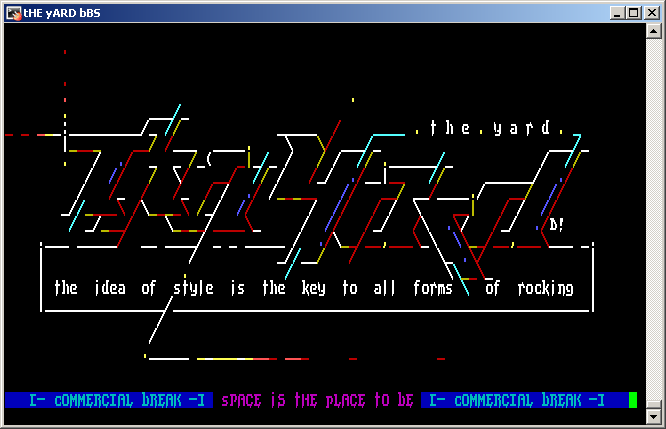 tHE yARD bBS
. t h e . y a r d .
The Yard
D!
the idea of style is the key to all forms of rocking
I- cOMMERCIAL bREAK -I sPACE iS tHE pLACE tO bE I- cOMMERCIAL bREAK -I